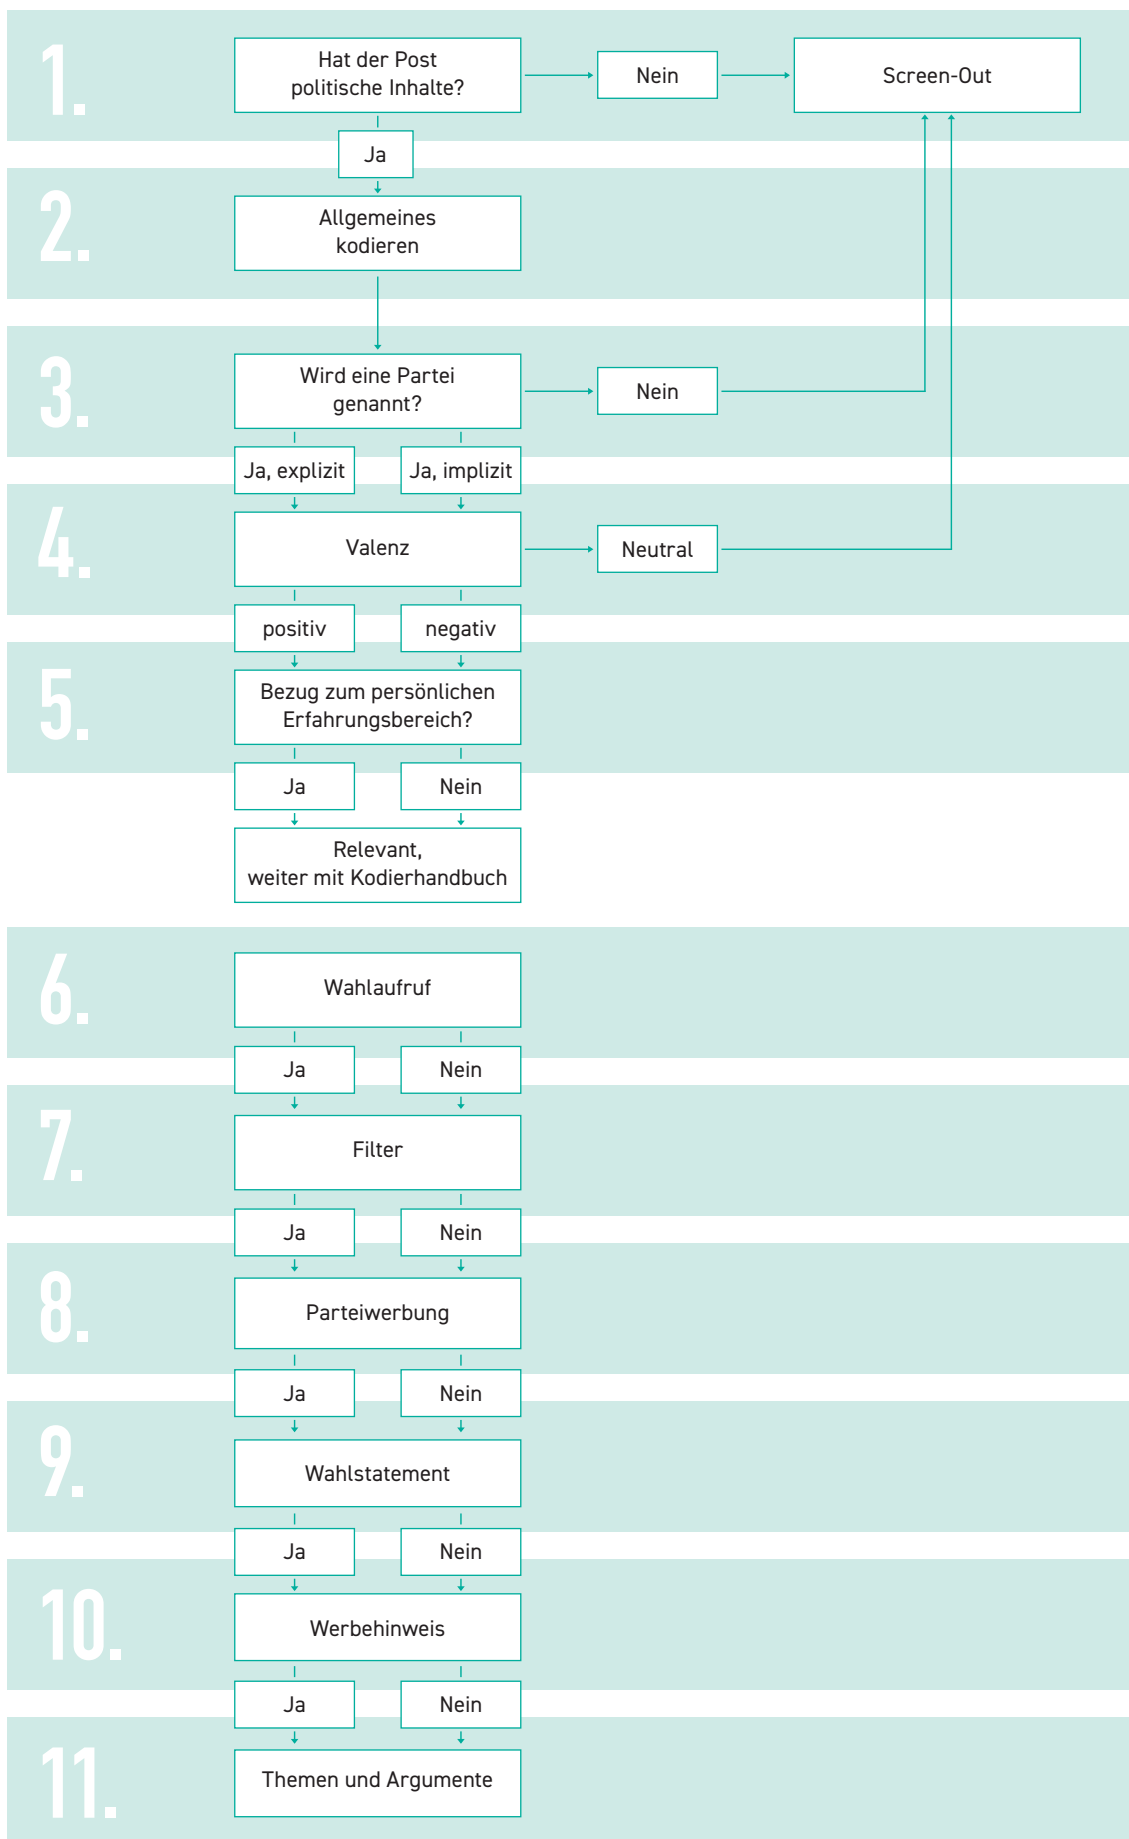 1.
Hat der Post
politische Inhalte?
Nein
Screen-Out
Ja
2.
Allgemeines
kodieren
3.
Wird eine Partei
genannt?
Nein
Ja, explizit
Ja, implizit
4.
Valenz
Neutral
positiv
negativ
5.
Bezug zum persönlichen
Erfahrungsbereich?
Ja
Nein
Relevant,
weiter mit Kodierhandbuch
6.
Wahlaufruf
Ja
Nein
7.
Filter
Ja
Nein
8.
Parteiwerbung
Ja
Nein
9.
Wahlstatement
Ja
Nein
10.
Werbehinweis
Ja
Nein
11.
Themen und Argumente